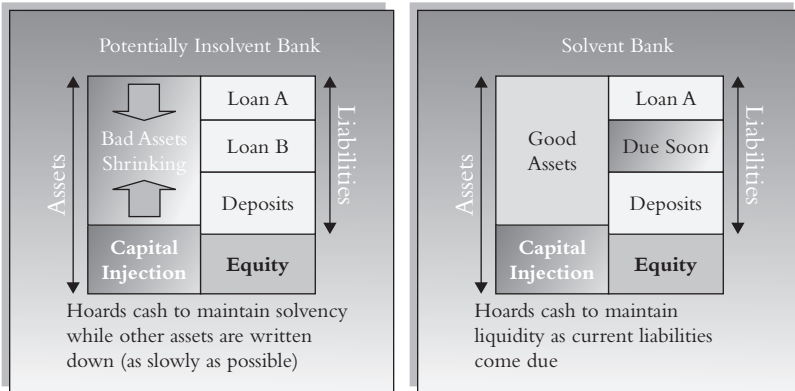 Potentially Insolvent Bank
Assets
Bad Assets
Shrinking
Capital
Injection
Loan A
Loan B
Deposits
Equity
Liabilities
Hoards cash to maintain solvency
while other assets are written
down (as slowly as possible)
Solvent Bank
Assets
Good
Assets
Capital
Injection
Loan A
Due Soon
Deposits
Equity
Liabilities
Hoards cash to maintain
liquidity as current liabilities
come due